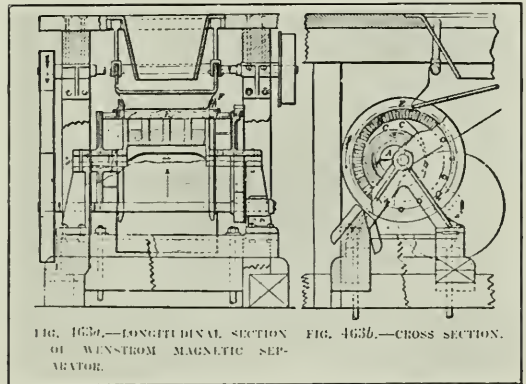 FIG. 463a.—LONGITUDINAL SECTION
OF WENSTROM MAGNETIC SEP-
ARATOR.
FIG. 463b.—CROSS SECTION.